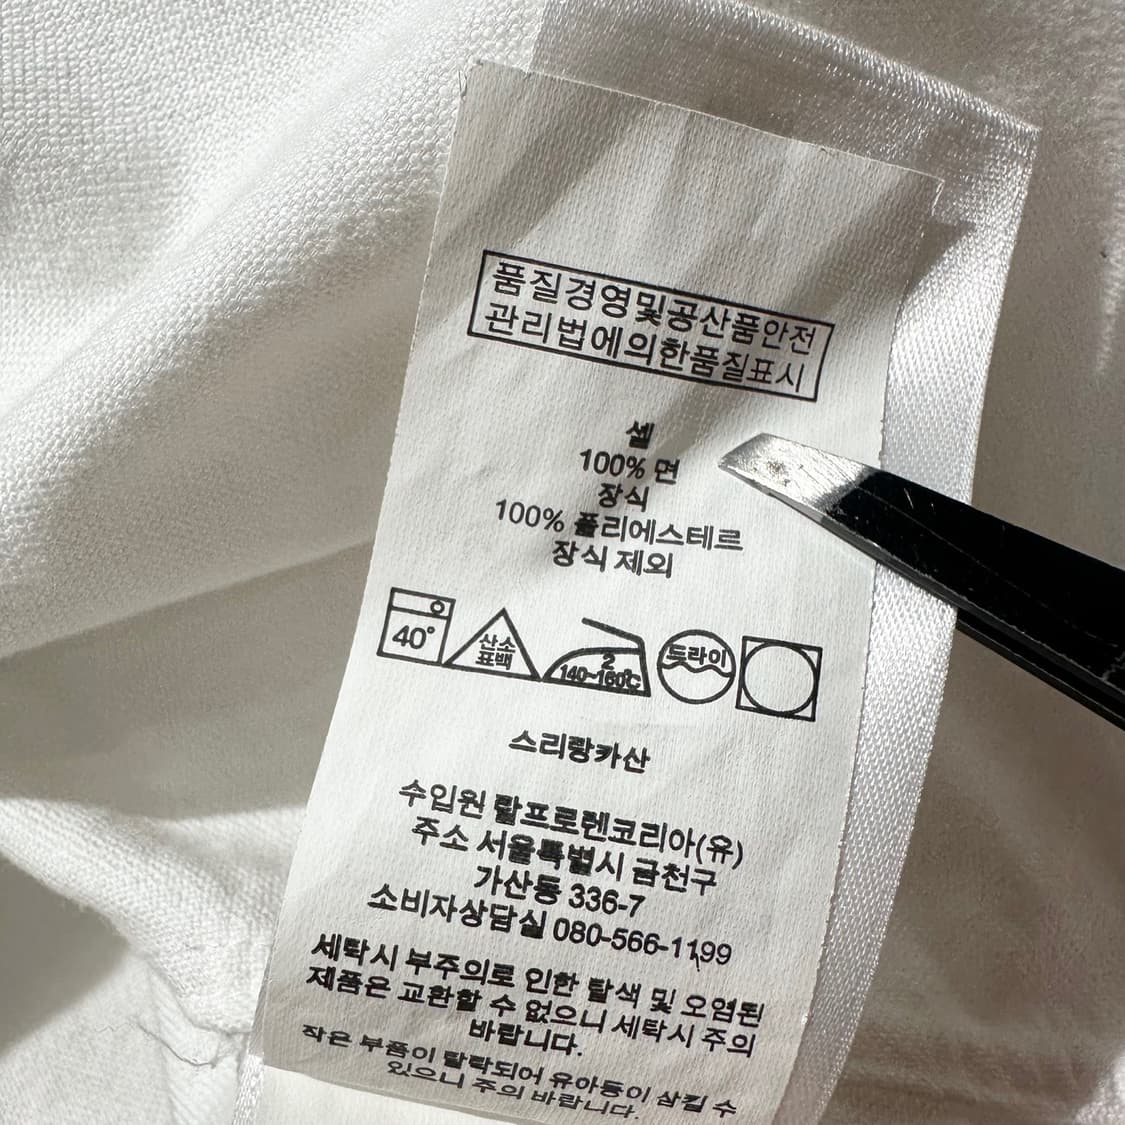 품질경영및공산품안전
관리법에의한품질표시
셸
100% 면
장식
100% 폴리에스테르
장식 제외
40°
산소
표백
2
140~160℃
드라이
스리랑카산
수입원 랄프로렌코리아(유)
주소 서울특별시 금천구
가산동 336-7
소비자상담실 080-566-1199
세탁시 부주의로 인한 탈색 및 오염된
제품은 교환할 수 없으니 세탁시 주의
바랍니다.
작은 부품이 탈락되어 유아등이 삼킬 수
있으니 주의 바랍니다.